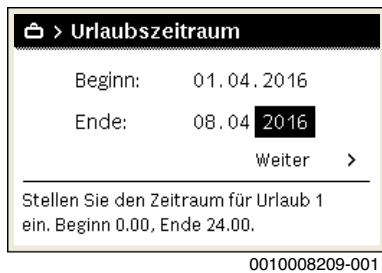 > Urlaubszeitraum
Beginn: 01.04.2016
Ende: 08.04 2016
Weiter >
Stellen Sie den Zeitraum für Urlaub 1
ein. Beginn 0.00, Ende 24.00.
0010008209-001